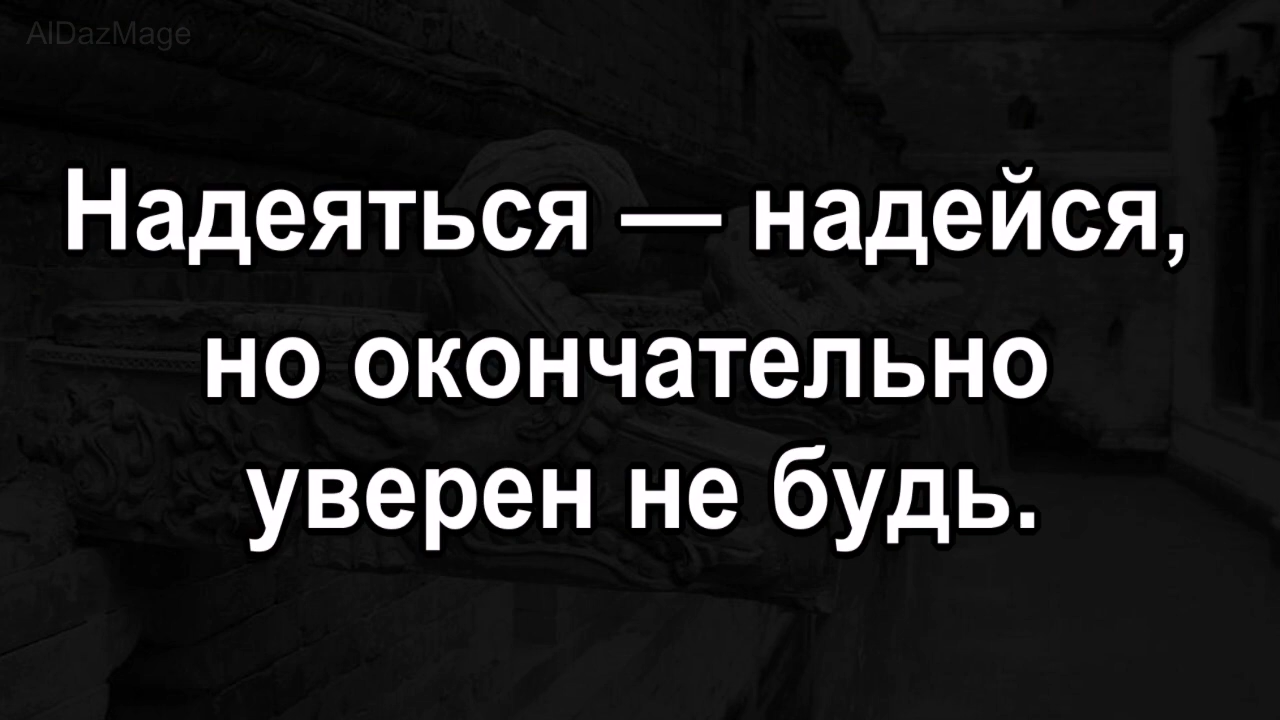 AIDazMage
Надеяться — надейся,
но окончательно
уверен не будь.